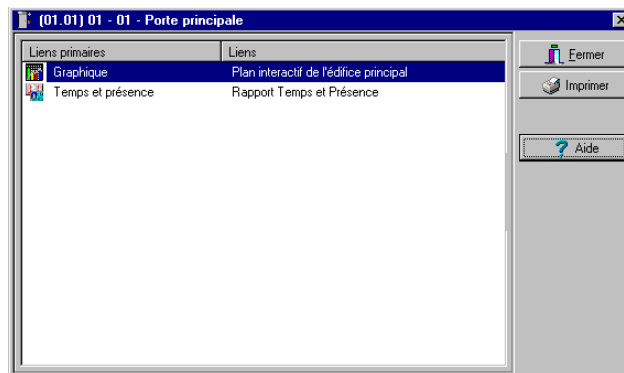 (01.01) 01 - 01 - Porte principale
Liens primaires Liens
Graphique Plan interactif de l'édifice principal
Temps et présence Rapport Temps et Présence
Fermer
Imprimer
Aide